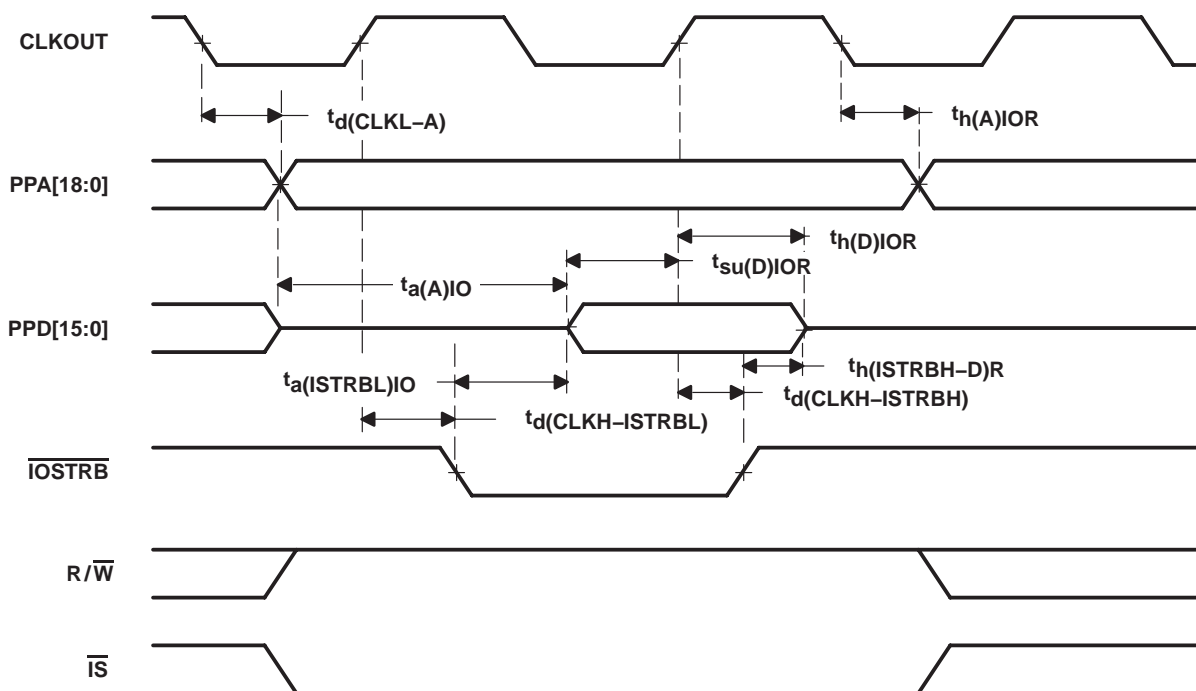 CLKOUT
td(CLKL–A)
th(A)IOR
PPA[18:0]
th(D)IOR
tsu(D)IOR
ta(A)IO
PPD[15:0]
th(ISTRBH–D)R
ta(ISTRBL)IO
td(CLKH–ISTRBH)
td(CLKH–ISTRBL)
IOSTRB
R/W
IS